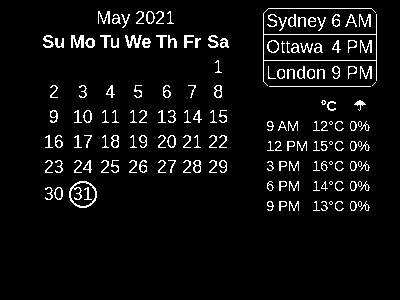 May 2021
Su Mo Tu We Th Fr Sa
1
2 3 4 5 6 7 8
9 10 11 12 13 14 15
16 17 18 19 20 21 22
23 24 25 26 27 28 29
30 31
Sydney 6 AM
Ottawa 4 PM
London 9 PM
°C ☂
9 AM 12°C 0%
12 PM 15°C 0%
3 PM 16°C 0%
6 PM 14°C 0%
9 PM 13°C 0%